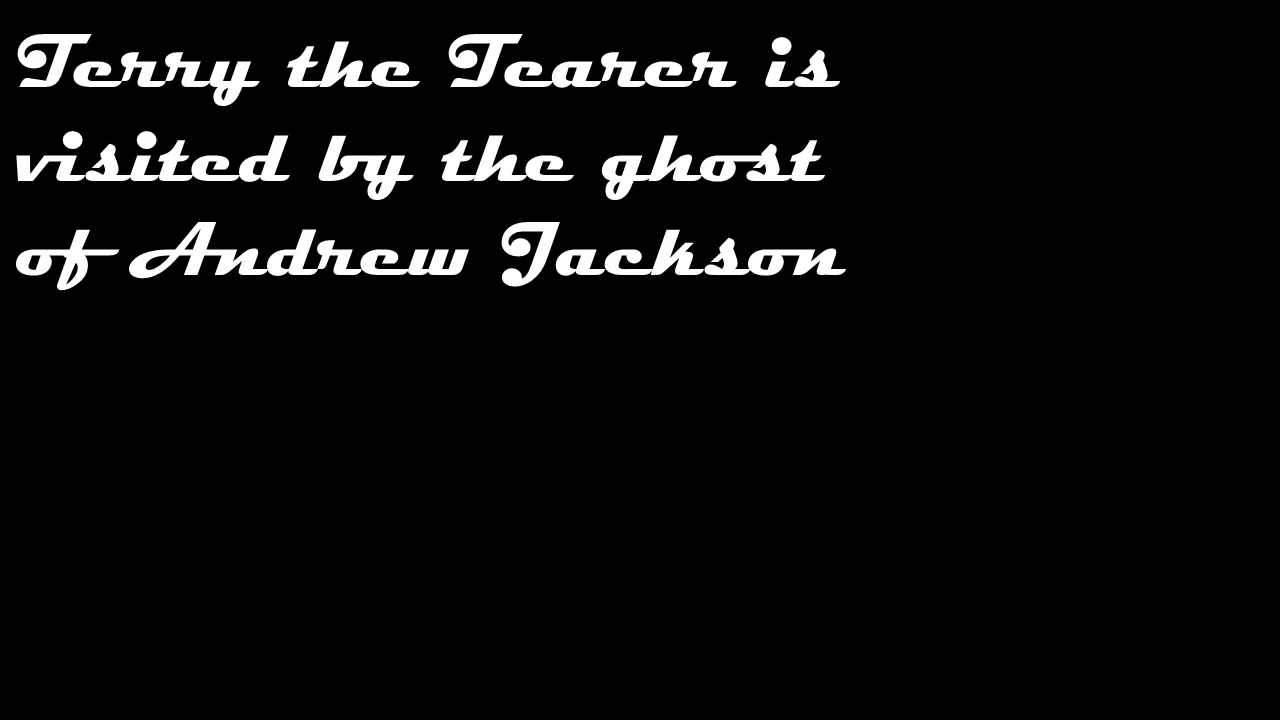 Terry the Tearer is
visited by the ghost
of Andrew Jackson